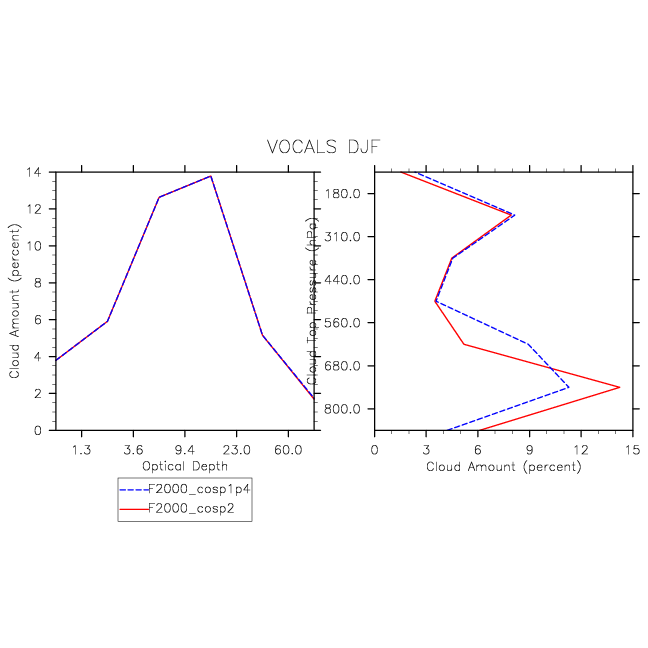 VOCALS DJF
14
12
10
8
6
4
2
0
Cloud Amount (percent)
1.3 3.6 9.4 23.0 60.0
Optical Depth
Cloud Top Pressure (hPa)
180.0
310.0
440.0
560.0
680.0
800.0
0 3 6 9 12 15
Cloud Amount (percent)
F2000_cosp1p4
F2000_cosp2